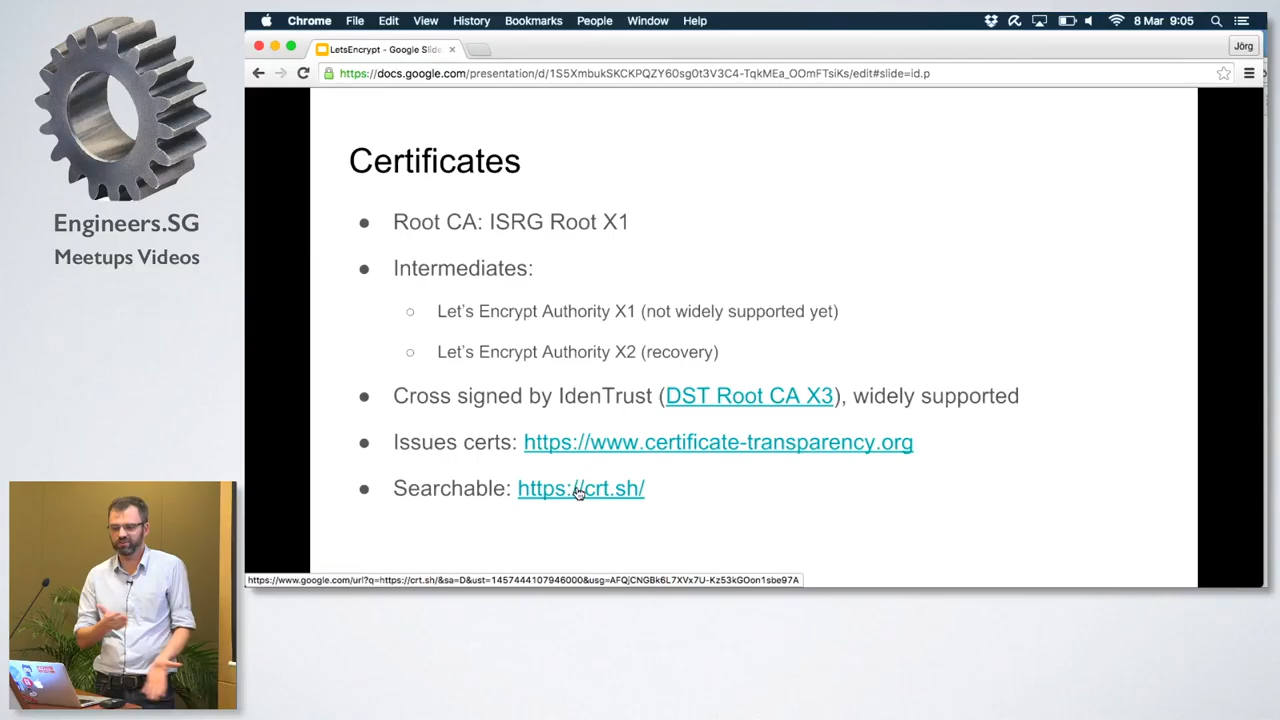 Chrome File Edit View History Bookmarks People Window Help 8 Mar 9:05
LetsEncrypt - Google Slide
Jörg
https://docs.google.com/presentation/d/1S5XmbukSKCKPQZY60sg0t3V3C4-TqkMEa_OOmFTsiKs/edit#slide=id.p
Engineers.SG
Meetups Videos
Certificates
● Root CA: ISRG Root X1
● Intermediates:
○ Let's Encrypt Authority X1 (not widely supported yet)
○ Let's Encrypt Authority X2 (recovery)
● Cross signed by IdenTrust (DST Root CA X3), widely supported
● Issues certs: https://www.certificate-transparency.org
● Searchable: https://crt.sh/
https://www.google.com/url?q=https://crt.sh/&sa=D&ust=1457444107946000&usg=AFQjCNGBk6L7XVx7U-Kz53kGOon1sbe97A